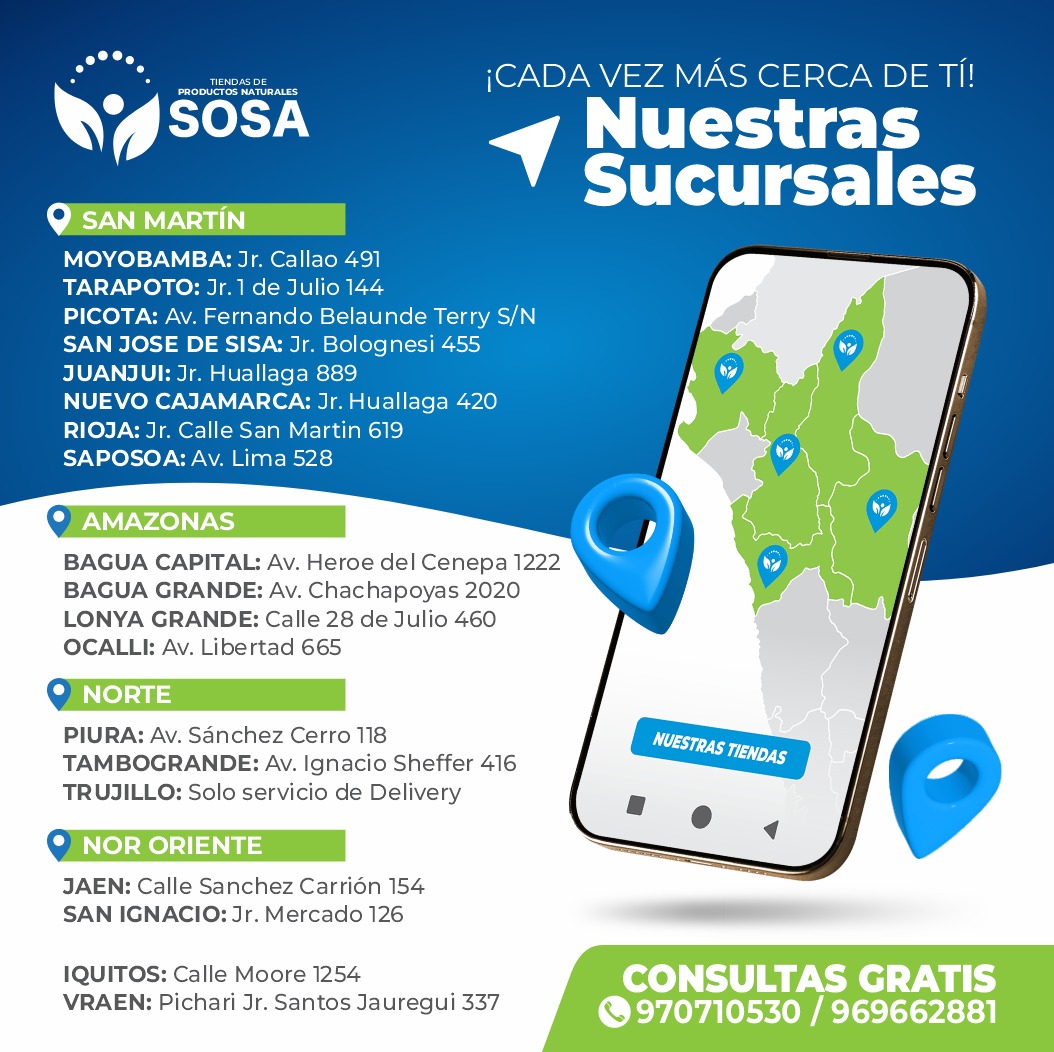 TIENDAS DE
PRODUCTOS NATURALES
SOSA
¡CADA VEZ MÁS CERCA DE TÍ!
Nuestras
Sucursales
SAN MARTÍN
MOYOBAMBA: Jr. Callao 491
TARAPOTO: Jr. 1 de Julio 144
PICOTA: Av. Fernando Belaunde Terry S/N
SAN JOSE DE SISA: Jr. Bolognesi 455
JUANJUI: Jr. Huallaga 889
NUEVO CAJAMARCA: Jr. Huallaga 420
RIOJA: Jr. Calle San Martin 619
SAPOSOA: Av. Lima 528
AMAZONAS
BAGUA CAPITAL: Av. Heroe del Cenepa 1222
BAGUA GRANDE: Av. Chachapoyas 2020
LONYA GRANDE: Calle 28 de Julio 460
OCALLI: Av. Libertad 665
NORTE
PIURA: Av. Sánchez Cerro 118
TAMBOGRANDE: Av. Ignacio Sheffer 416
TRUJILLO: Solo servicio de Delivery
NOR ORIENTE
JAEN: Calle Sanchez Carrión 154
SAN IGNACIO: Jr. Mercado 126
IQUITOS: Calle Moore 1254
VRAEN: Pichari Jr. Santos Jauregui 337
NUESTRAS TIENDAS
CONSULTAS GRATIS
970710530 / 969662881